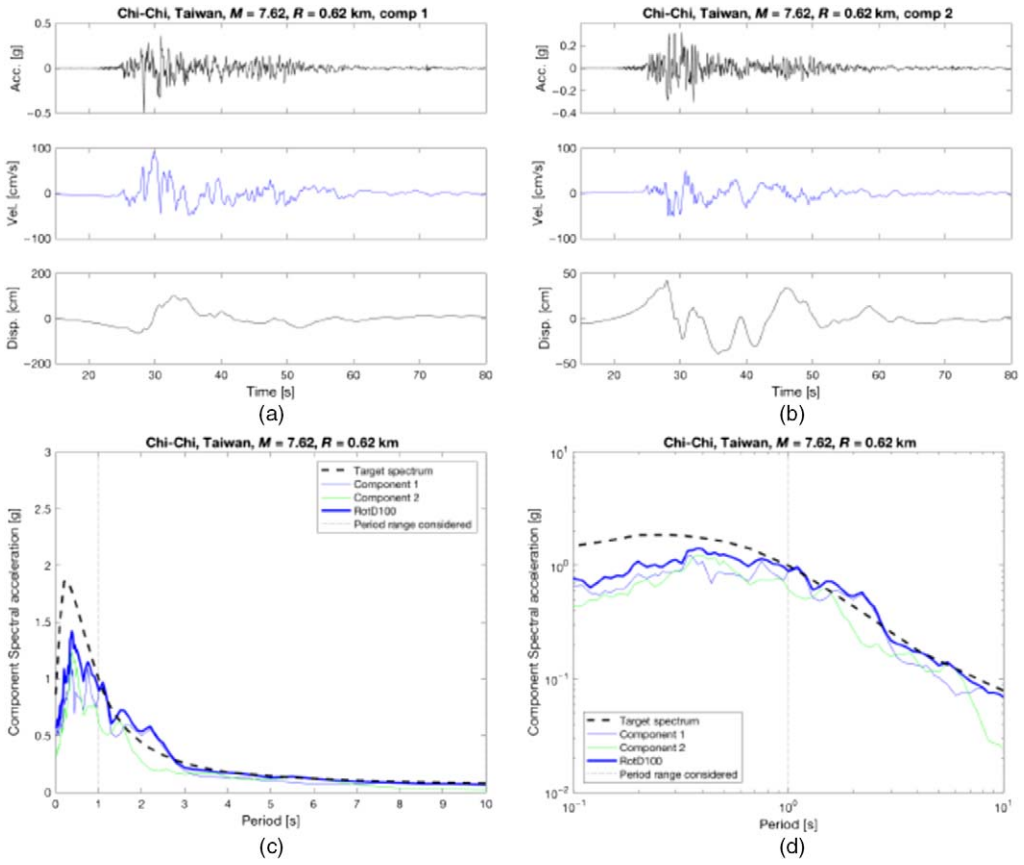 Chi-Chi, Taiwan, M = 7.62, R = 0.62 km, comp 1
Acc. [g]
0.5
0
−0.5
Vel. [cm/s]
100
0
−100
Disp. [cm]
200
0
−200
20 30 40 50 60 70 80
Time [s]
(a)
Chi-Chi, Taiwan, M = 7.62, R = 0.62 km, comp 2
Acc. [g]
0.2
0
−0.2
−0.4
Vel. [cm/s]
100
0
−100
Disp. [cm]
50
0
−50
20 30 40 50 60 70 80
Time [s]
(b)
Chi-Chi, Taiwan, M = 7.62, R = 0.62 km
Component Spectral acceleration [g]
3
2.5
2
1.5
1
0.5
0
Target spectrum
Component 1
Component 2
RotD100
Period range considered
0 1 2 3 4 5 6 7 8 9 10
Period [s]
(c)
Chi-Chi, Taiwan, M = 7.62, R = 0.62 km
Component Spectral acceleration [g]
10¹
10⁰
10⁻¹
10⁻²
Target spectrum
Component 1
Component 2
RotD100
Period range considered
10⁻¹ 10⁰ 10¹
Period [s]
(d)